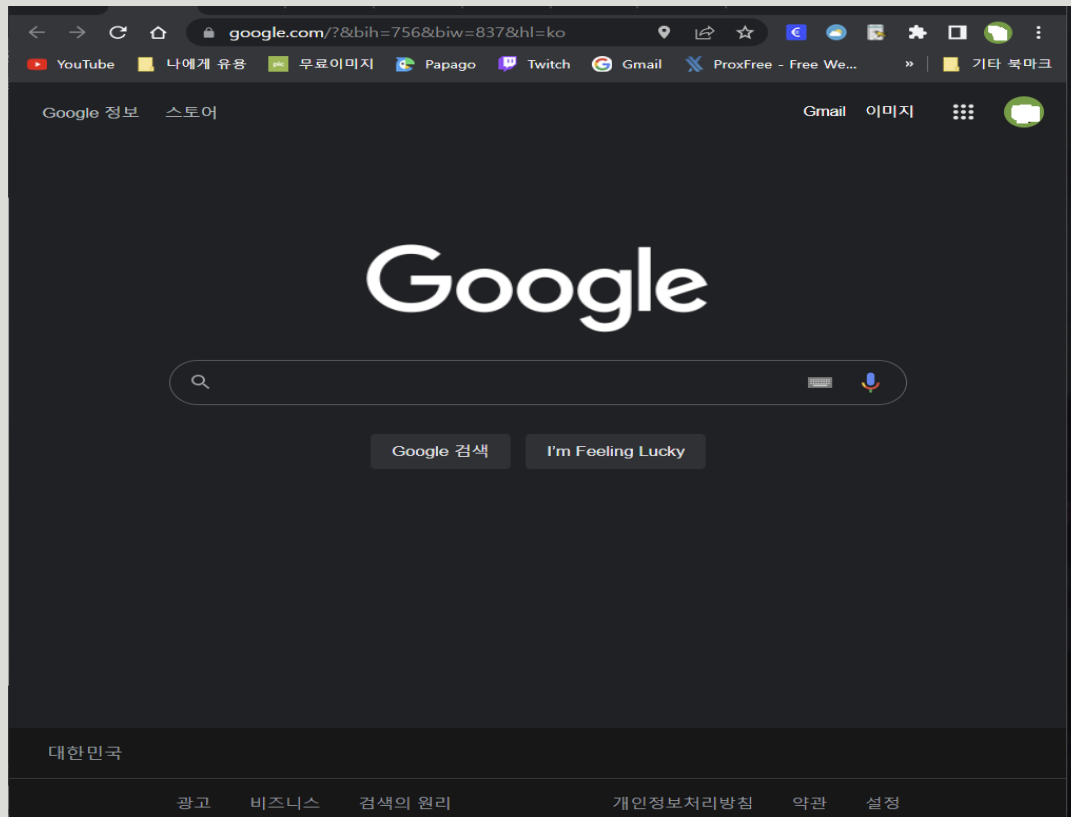 google.com/?&bih=756&biw=837&hl=ko
YouTube 나에게 유용 무료이미지 Papago Twitch Gmail ProxFree - Free We... » 기타 북마크
Google 정보 스토어 Gmail 이미지
Google
Google 검색 I'm Feeling Lucky
대한민국
광고 비즈니스 검색의 원리 개인정보처리방침 약관 설정